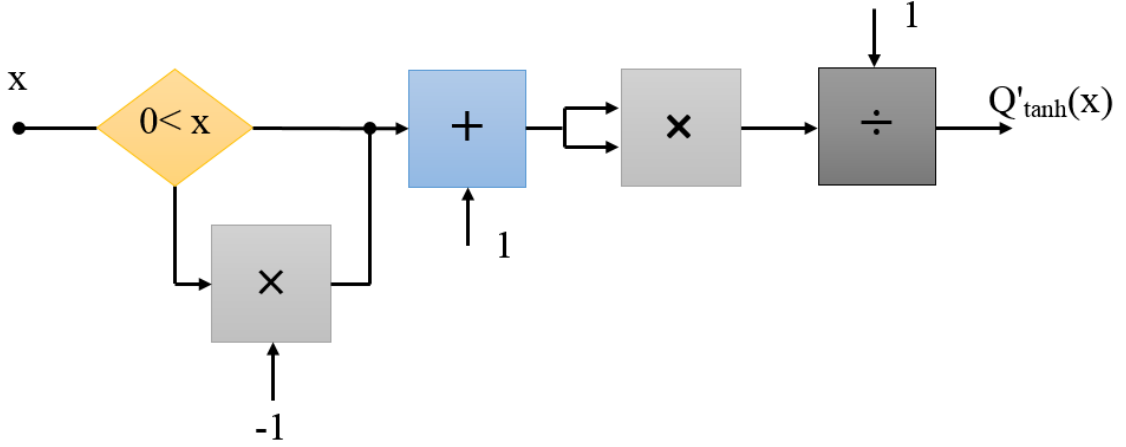 x
0< x
×
-1
+
1
×
1
÷
Q'tanh(x)